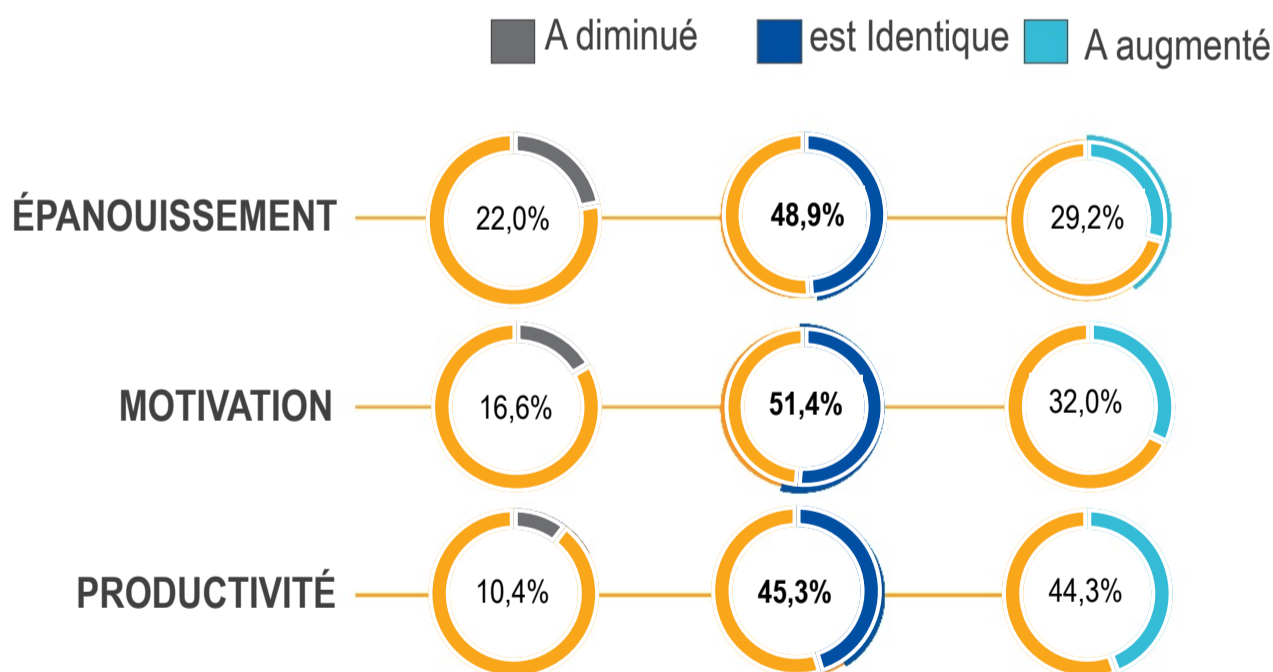 A diminué est Identique A augmenté
ÉPANOUISSEMENT 22,0% 48,9% 29,2%
MOTIVATION 16,6% 51,4% 32,0%
PRODUCTIVITÉ 10,4% 45,3% 44,3%